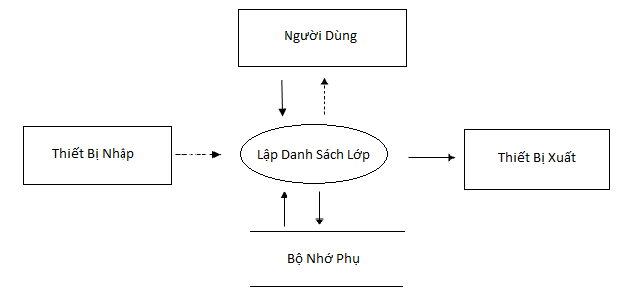 Người Dùng
Thiết Bị Nhập
Lập Danh Sách Lớp
Thiết Bị Xuất
Bộ Nhớ Phụ